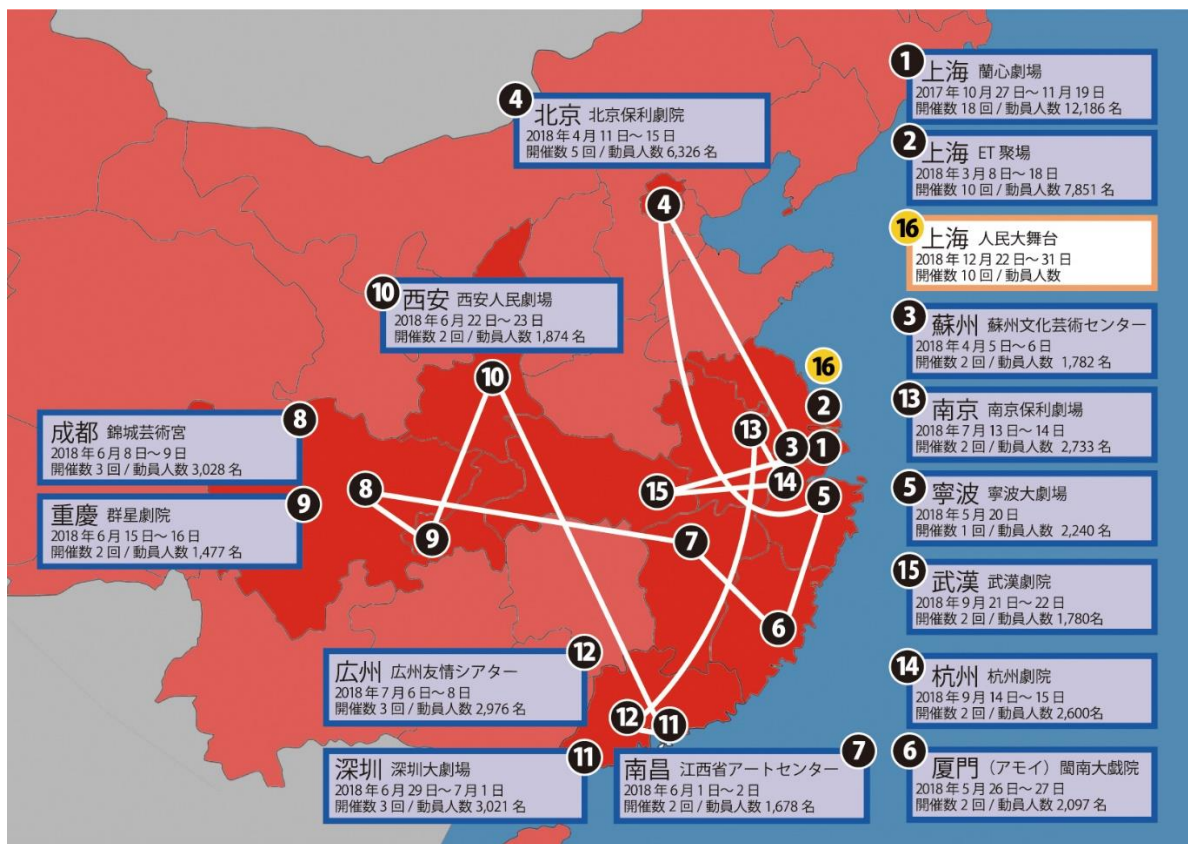 4
北京 北京保利劇院
2018年4月11日～15日
開催数5回 / 動員人数6,326名
1
上海 蘭心劇場
2017年10月27日～11月19日
開催数18回 / 動員人数12,186名
2
上海 ET聚場
2018年3月8日～18日
開催数10回 / 動員人数7,851名
16
上海 人民大舞台
2018年12月22日～31日
開催数10回 / 動員人数
3
蘇州 蘇州文化芸術センター
2018年4月5日～6日
開催数2回 / 動員人数 1,782名
13
南京 南京保利劇場
2018年7月13日～14日
開催数2回 / 動員人数 2,733名
5
寧波 寧波大劇場
2018年5月20日
開催数1回 / 動員人数 2,240名
15
武漢 武漢劇院
2018年9月21日～22日
開催数2回 / 動員人数1,780名
14
杭州 杭州劇院
2018年9月14日～15日
開催数2回 / 動員人数2,600名
6
厦門 （アモイ）閩南大戯院
2018年5月26日～27日
開催数2回 / 動員人数2,097名
10
西安 西安人民劇場
2018年6月22日～23日
開催数2回 / 動員人数1,874名
8
成都 錦城芸術宮
2018年6月8日～9日
開催数3回 / 動員人数3,028名
9
重慶 群星劇院
2018年6月15日～16日
開催数2回 / 動員人数1,477名
12
広州 広州友情シアター
2018年7月6日～8日
開催数3回 / 動員人数2,976名
11
深圳 深圳大劇場
2018年6月29日～7月1日
開催数3回 / 動員人数3,021名
7
南昌 江西省アートセンター
2018年6月1日～2日
開催数2回 / 動員人数1,678名
4
10
16
2
13
3
1
14
15
5
8
9
7
6
12
11